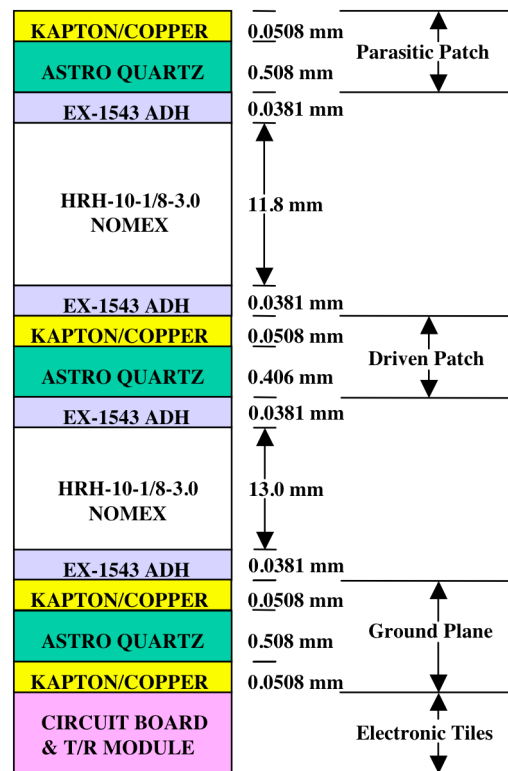 KAPTON/COPPER 0.0508 mm
Parasitic Patch
ASTRO QUARTZ 0.508 mm
EX-1543 ADH 0.0381 mm
HRH-10-1/8-3.0
NOMEX
11.8 mm
EX-1543 ADH 0.0381 mm
KAPTON/COPPER 0.0508 mm
Driven Patch
ASTRO QUARTZ 0.406 mm
EX-1543 ADH 0.0381 mm
HRH-10-1/8-3.0
NOMEX
13.0 mm
EX-1543 ADH 0.0381 mm
KAPTON/COPPER 0.0508 mm
ASTRO QUARTZ 0.508 mm
Ground Plane
KAPTON/COPPER 0.0508 mm
CIRCUIT BOARD
& T/R MODULE
Electronic Tiles